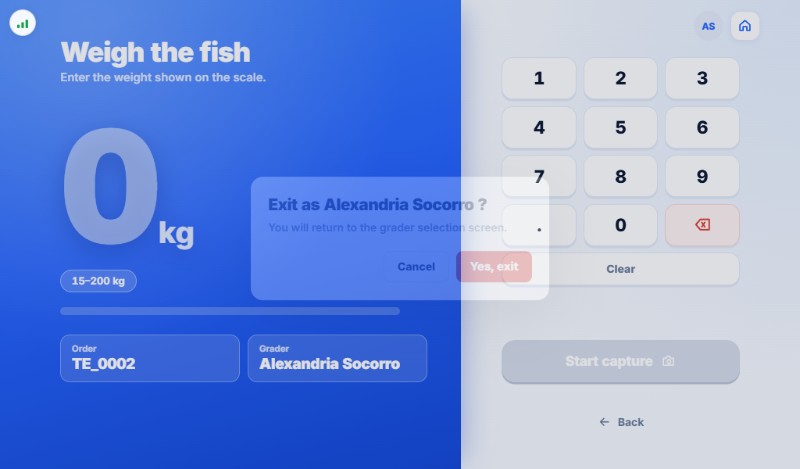 AS
Weigh the fish
Enter the weight shown on the scale.
0 kg
15–200 kg
Order
TE_0002
Grader
Alexandria Socorro
Exit as Alexandria Socorro ?
You will return to the grader selection screen.
Cancel
Yes, exit
1 2 3
4 5 6
7 8 9
. 0
Clear
Start capture
← Back